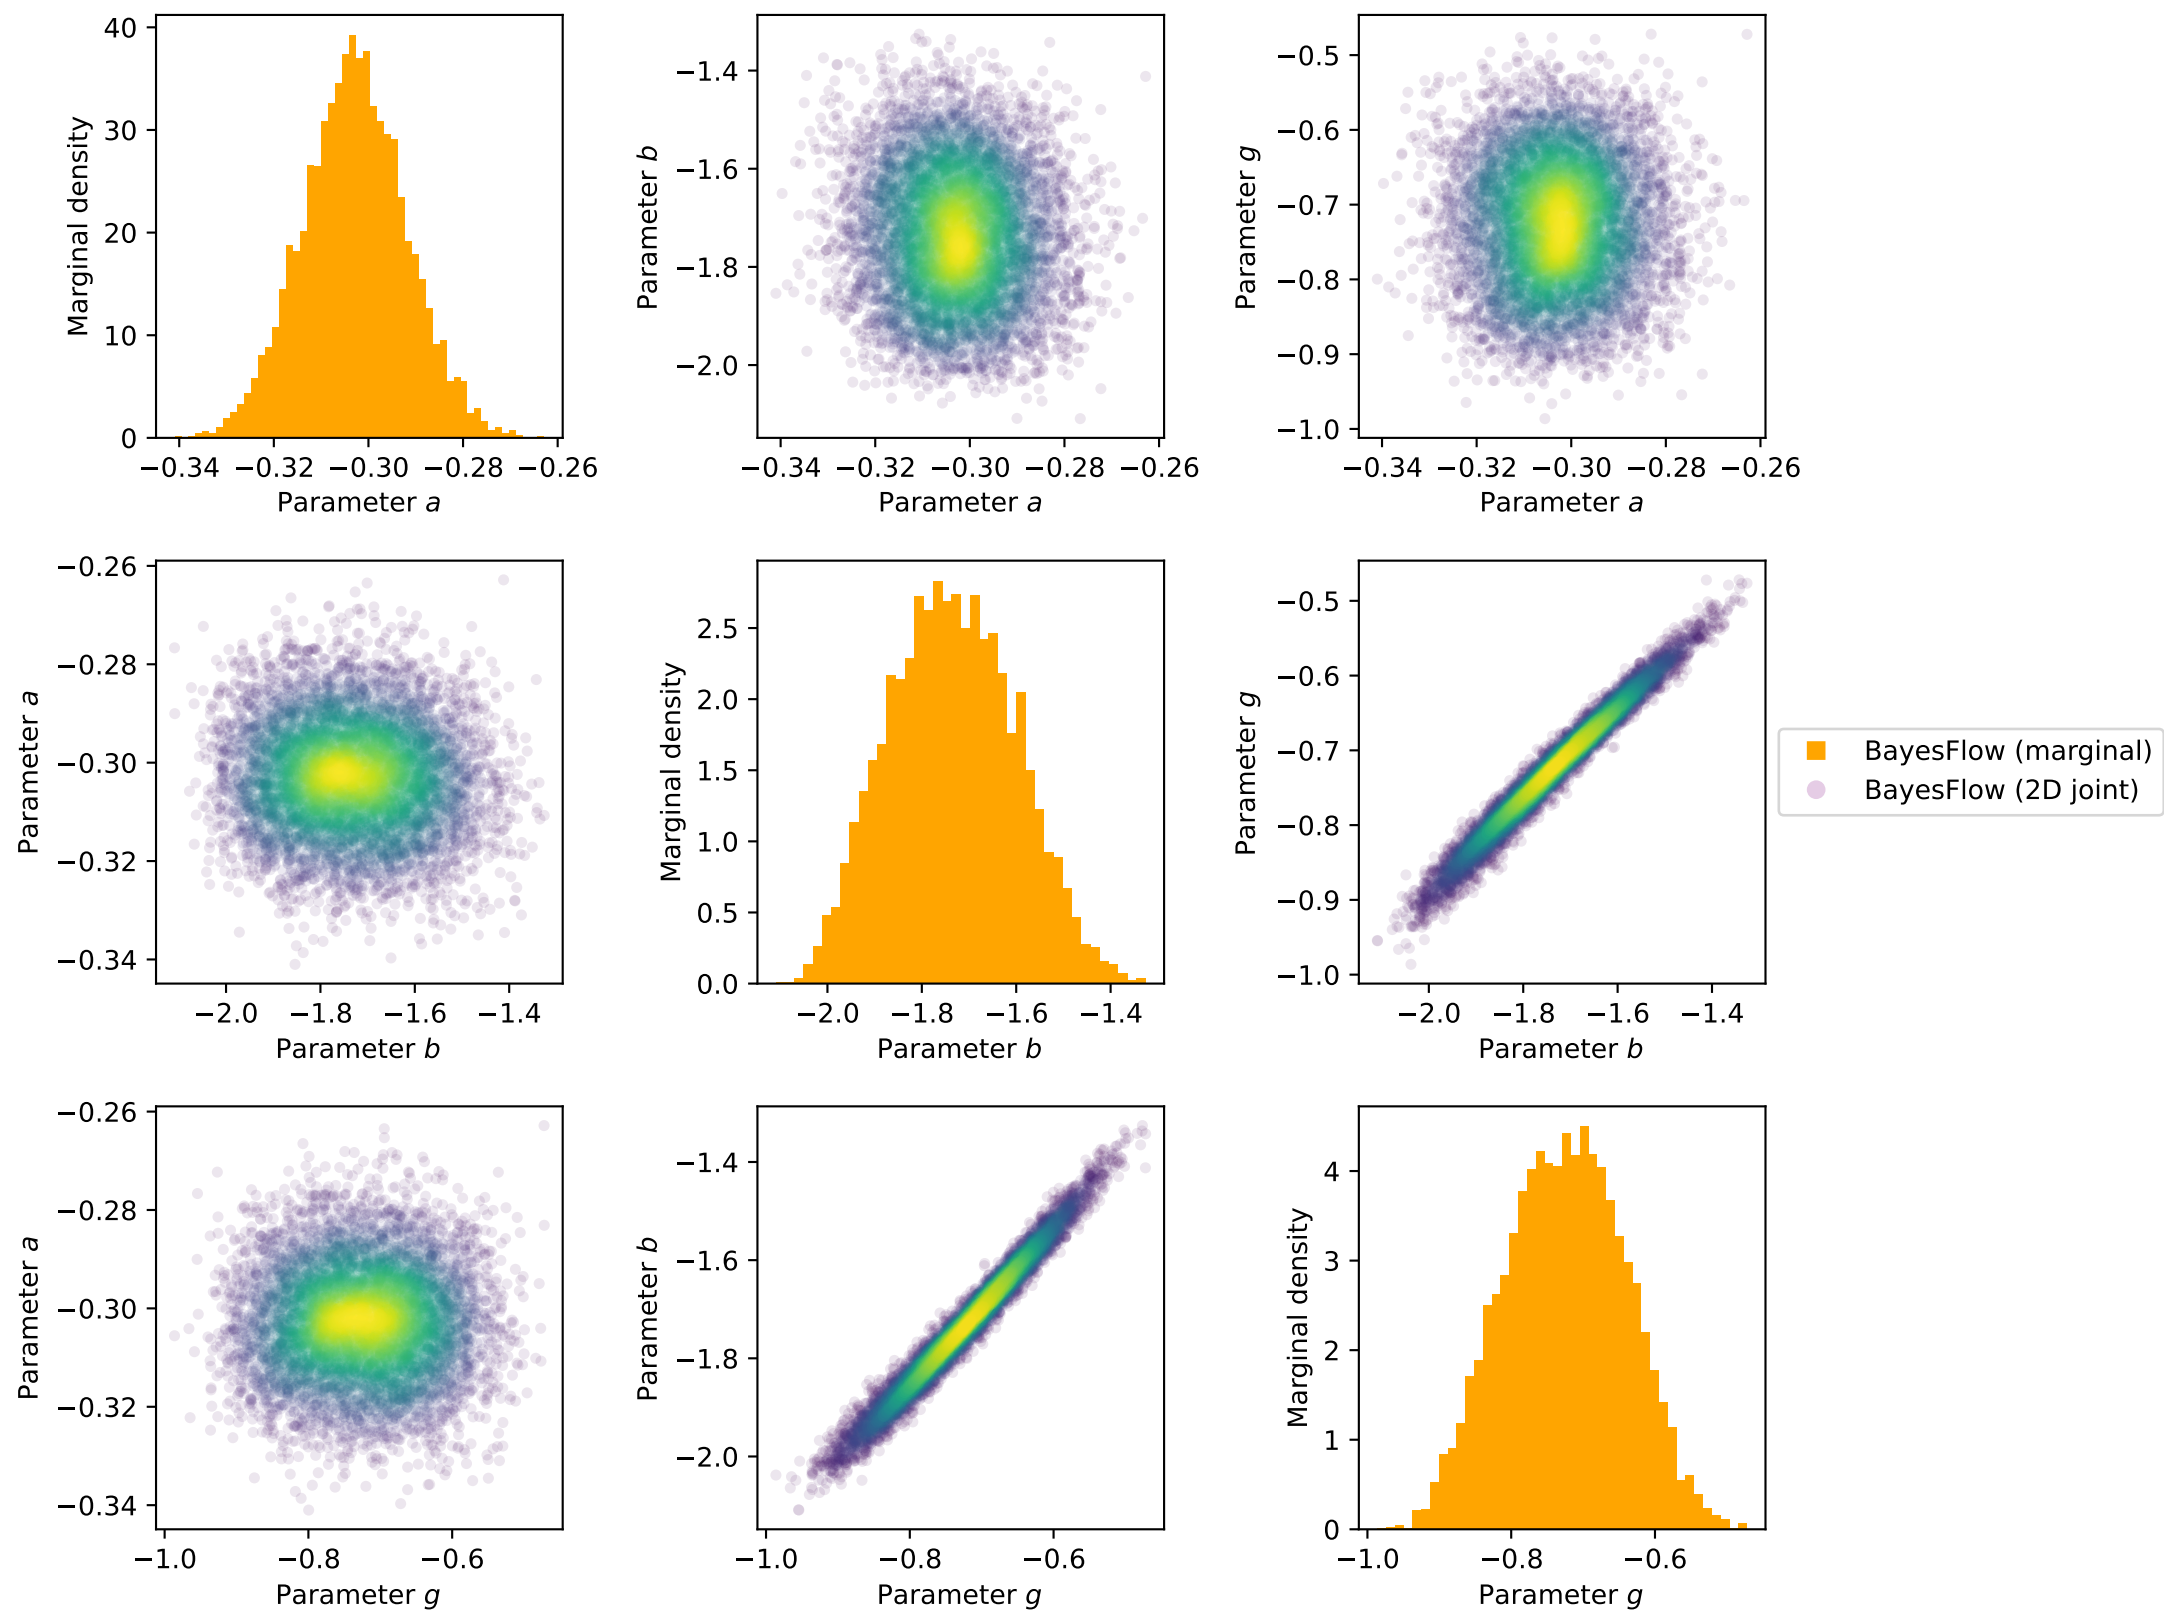 40
30
20
10
0
Marginal density
−0.34 −0.32 −0.30 −0.28 −0.26
Parameter a
−1.4
−1.6
−1.8
−2.0
Parameter b
−0.34 −0.32 −0.30 −0.28 −0.26
Parameter a
−0.5
−0.6
−0.7
−0.8
−0.9
−1.0
Parameter g
−0.34 −0.32 −0.30 −0.28 −0.26
Parameter a
−0.26
−0.28
−0.30
−0.32
−0.34
Parameter a
−2.0 −1.8 −1.6 −1.4
Parameter b
2.5
2.0
1.5
1.0
0.5
0.0
Marginal density
−2.0 −1.8 −1.6 −1.4
Parameter b
−0.5
−0.6
−0.7
−0.8
−0.9
−1.0
Parameter g
−2.0 −1.8 −1.6 −1.4
Parameter b
BayesFlow (marginal)
BayesFlow (2D joint)
−0.26
−0.28
−0.30
−0.32
−0.34
Parameter a
−1.0 −0.8 −0.6
Parameter g
−1.4
−1.6
−1.8
−2.0
Parameter b
−1.0 −0.8 −0.6
Parameter g
4
3
2
1
0
Marginal density
−1.0 −0.8 −0.6
Parameter g